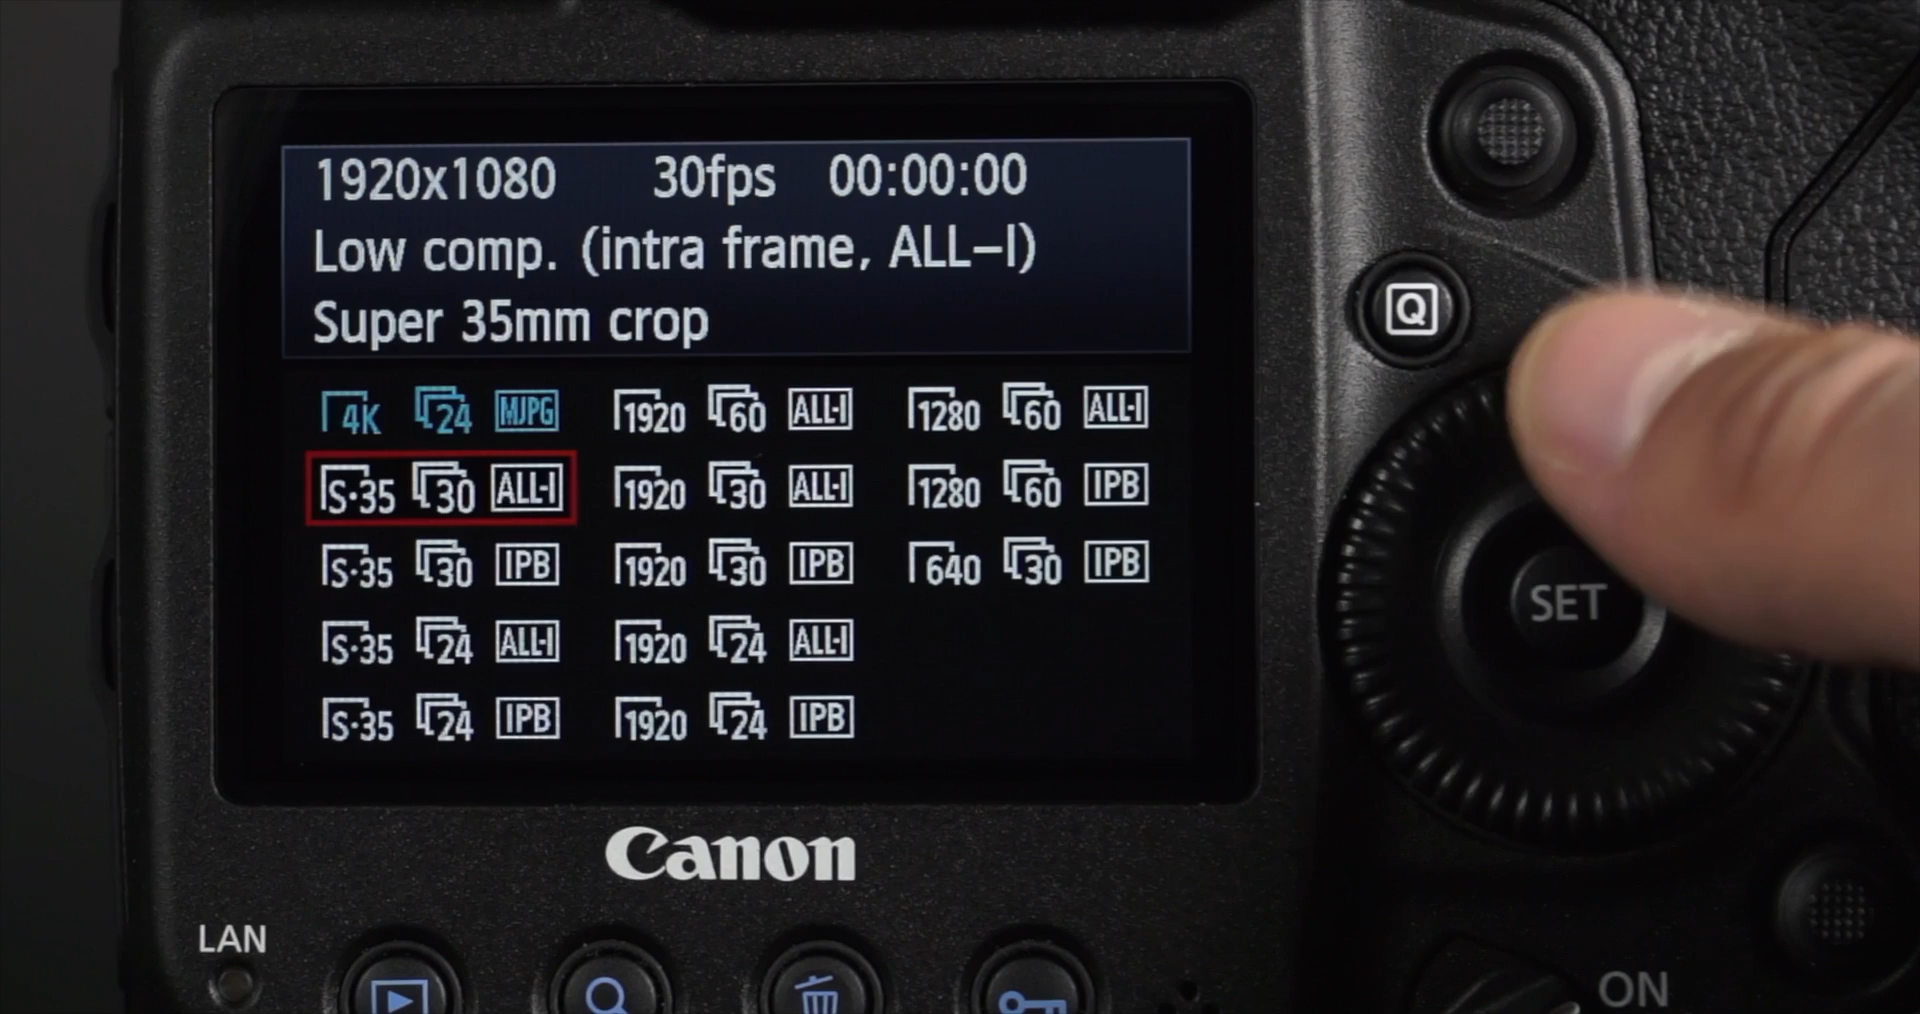 1920x1080 30fps 00:00:00
Low comp. (intra frame, ALL-I)
Super 35mm crop
4K 24 MJPG 1920 60 ALL-I 1280 60 ALL-I
S·35 30 ALL-I 1920 30 ALL-I 1280 60 IPB
S·35 30 IPB 1920 30 IPB 640 30 IPB
S·35 24 ALL-I 1920 24 ALL-I
S·35 24 IPB 1920 24 IPB
Q
SET
Canon
LAN
ON